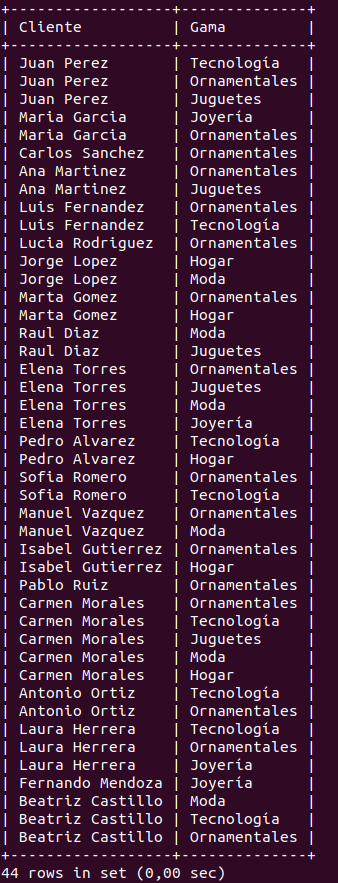 +-------------------+--------------+
| Cliente           | Gama         |
+-------------------+--------------+
| Juan Perez        | Tecnología   |
| Juan Perez        | Ornamentales |
| Juan Perez        | Juguetes     |
| Maria Garcia      | Joyería      |
| Maria Garcia      | Ornamentales |
| Carlos Sanchez    | Ornamentales |
| Ana Martinez      | Ornamentales |
| Ana Martinez      | Juguetes     |
| Luis Fernandez    | Ornamentales |
| Luis Fernandez    | Tecnología   |
| Lucia Rodriguez   | Ornamentales |
| Jorge Lopez       | Hogar        |
| Jorge Lopez       | Moda         |
| Marta Gomez       | Ornamentales |
| Marta Gomez       | Hogar        |
| Raul Diaz         | Moda         |
| Raul Diaz         | Juguetes     |
| Elena Torres      | Ornamentales |
| Elena Torres      | Juguetes     |
| Elena Torres      | Moda         |
| Elena Torres      | Joyería      |
| Pedro Alvarez     | Tecnología   |
| Pedro Alvarez     | Hogar        |
| Sofia Romero      | Ornamentales |
| Sofia Romero      | Tecnología   |
| Manuel Vazquez    | Ornamentales |
| Manuel Vazquez    | Moda         |
| Isabel Gutierrez  | Ornamentales |
| Isabel Gutierrez  | Hogar        |
| Pablo Ruiz        | Ornamentales |
| Carmen Morales    | Ornamentales |
| Carmen Morales    | Tecnología   |
| Carmen Morales    | Juguetes     |
| Carmen Morales    | Moda         |
| Carmen Morales    | Hogar        |
| Antonio Ortiz     | Tecnología   |
| Antonio Ortiz     | Ornamentales |
| Laura Herrera     | Tecnología   |
| Laura Herrera     | Ornamentales |
| Laura Herrera     | Joyería      |
| Fernando Mendoza  | Joyería      |
| Beatriz Castillo  | Moda         |
| Beatriz Castillo  | Tecnología   |
| Beatriz Castillo  | Ornamentales |
+-------------------+--------------+
44 rows in set (0,00 sec)